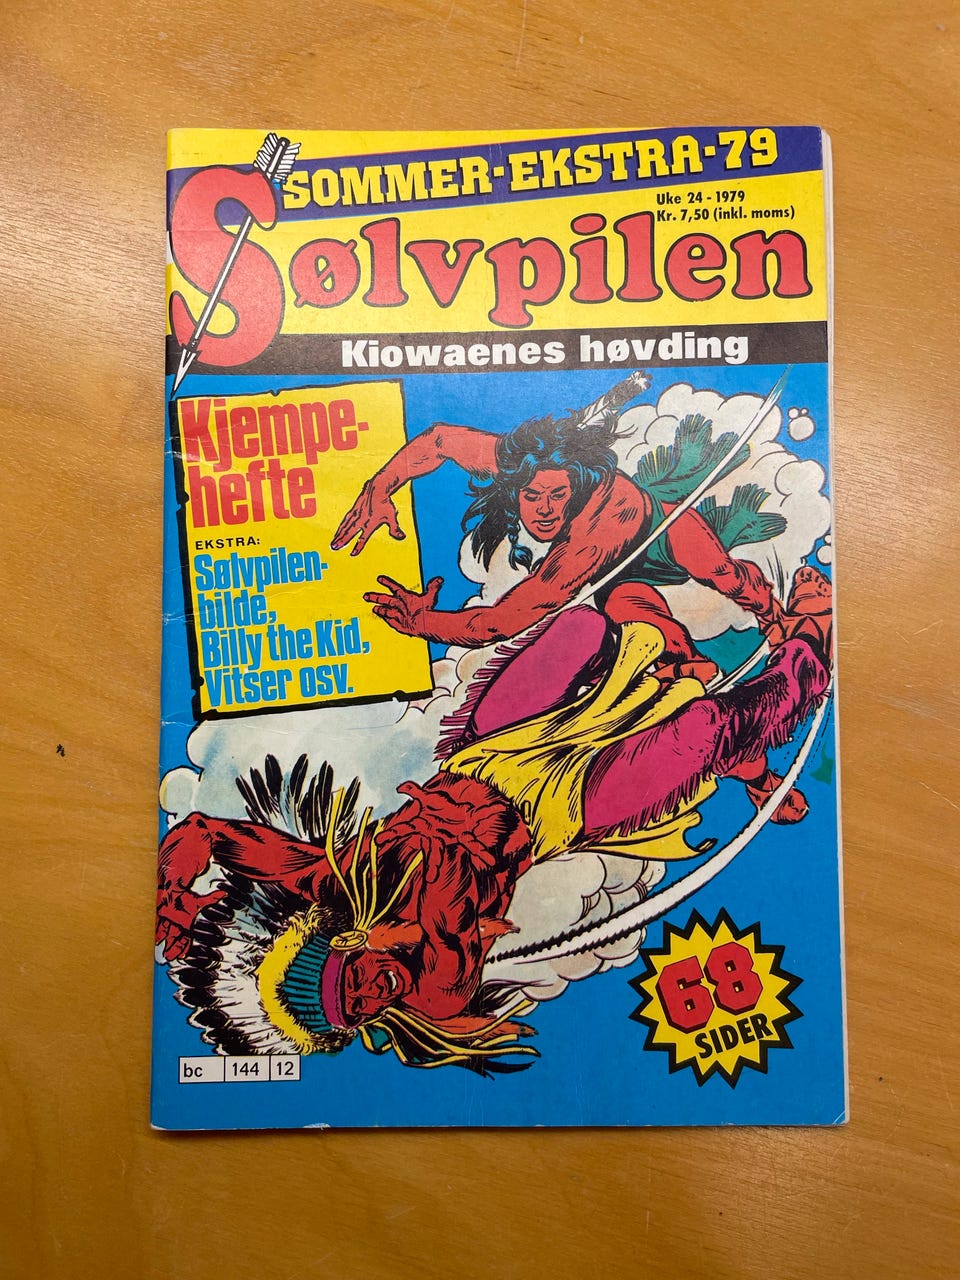 SOMMER-EKSTRA-79
Uke 24 - 1979
Kr. 7,50 (inkl. moms)
Sølvpilen
Kiowaenes høvding
Kjempe-
hefte
EKSTRA:
Sølvpilen-
bilde,
Billy the Kid,
Vitser osv.
68
SIDER
bc 144 12